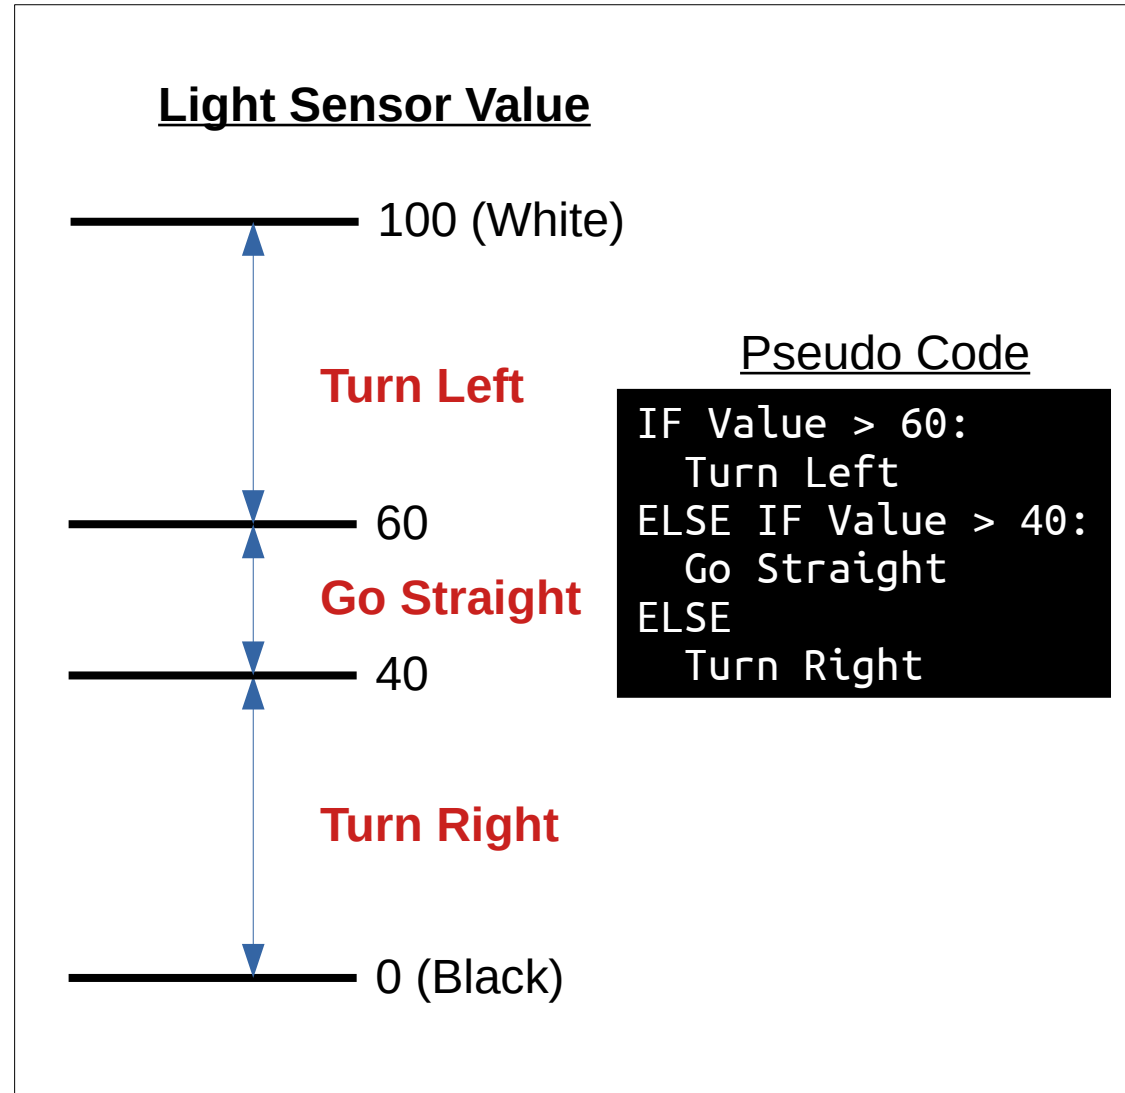 Light Sensor Value
100 (White)
Turn Left
60
Go Straight
40
Turn Right
0 (Black)
Pseudo Code
IF Value > 60:
  Turn Left
ELSE IF Value > 40:
  Go Straight
ELSE
  Turn Right